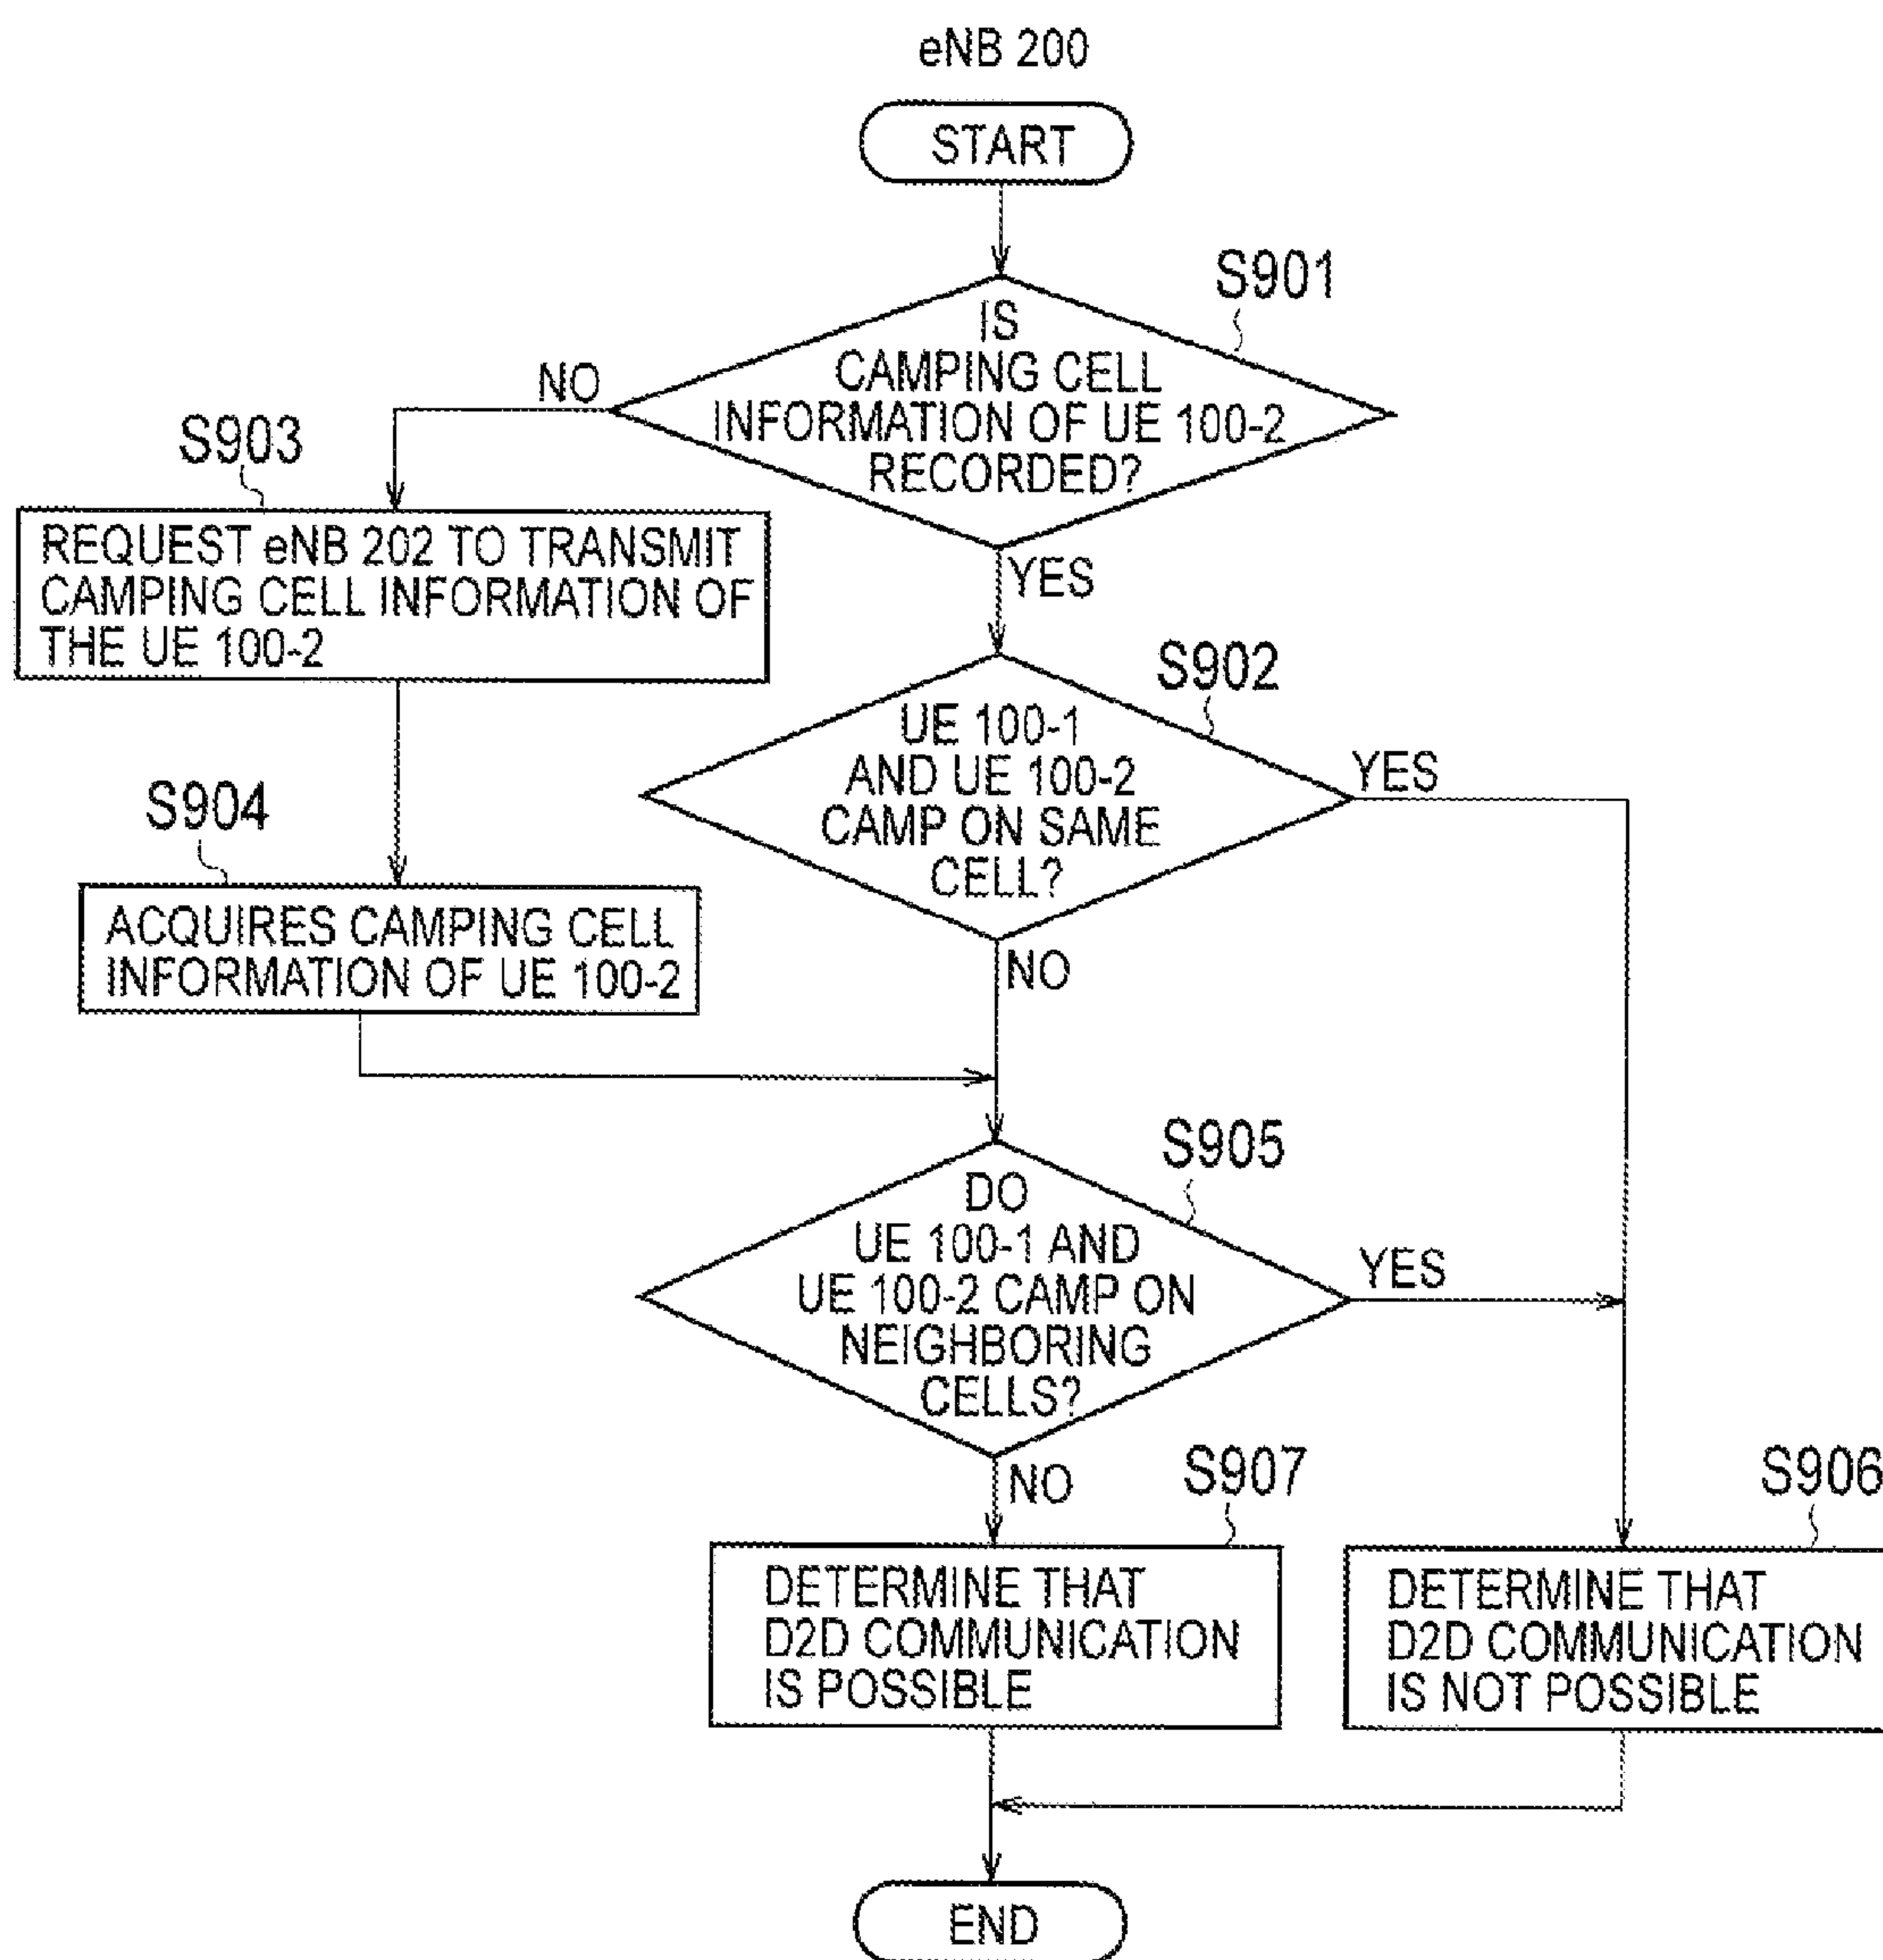 eNB 200
START
S901
IS
CAMPING CELL
INFORMATION OF UE 100-2
RECORDED?
NO
YES
S903
REQUEST eNB 202 TO TRANSMIT
CAMPING CELL INFORMATION OF
THE UE 100-2
S902
UE 100-1
AND UE 100-2
CAMP ON SAME
CELL?
YES
NO
S904
ACQUIRES CAMPING CELL
INFORMATION OF UE 100-2
S905
DO
UE 100-1 AND
UE 100-2 CAMP ON
NEIGHBORING
CELLS?
YES
NO
S907
DETERMINE THAT
D2D COMMUNICATION
IS POSSIBLE
S906
DETERMINE THAT
D2D COMMUNICATION
IS NOT POSSIBLE
END